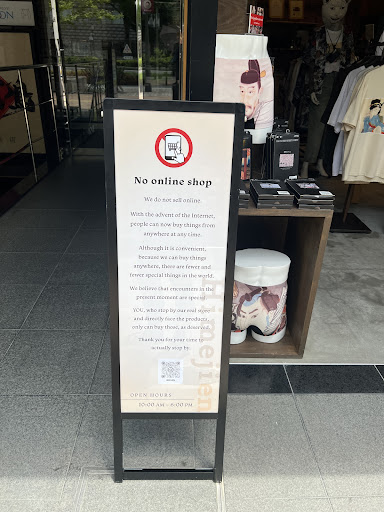 No online shop
We do not sell online.
With the advent of the Internet,
people can now buy things from
anywhere at any time.
Although it is convenient,
because we can buy things
anywhere, there are fewer and
fewer special things in the world.
We believe that encounters in the
present moment are special.
YOU, who stop by our real store
and directly face the products,
only can buy those, as deserved.
Thank you for your time to
actually stop by.
OPEN HOURS
10:00 AM - 6:00 PM